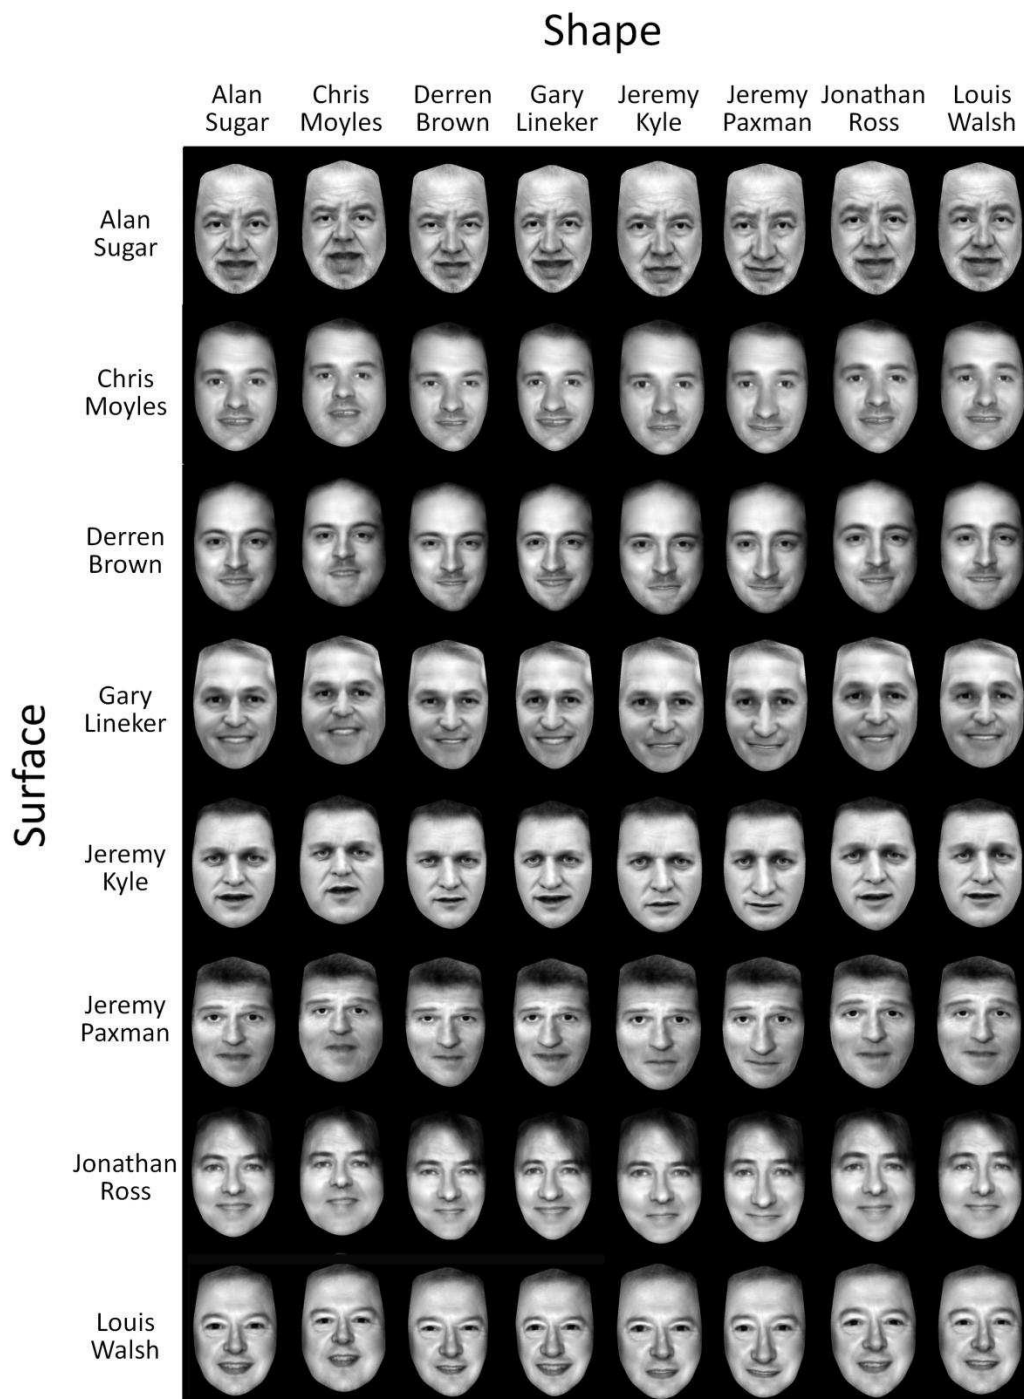 Shape
Alan Chris Derren Gary Jeremy Jeremy Jonathan Louis
Sugar Moyles Brown Lineker Kyle Paxman Ross Walsh
Surface
Alan
Sugar
Chris
Moyles
Derren
Brown
Gary
Lineker
Jeremy
Kyle
Jeremy
Paxman
Jonathan
Ross
Louis
Walsh